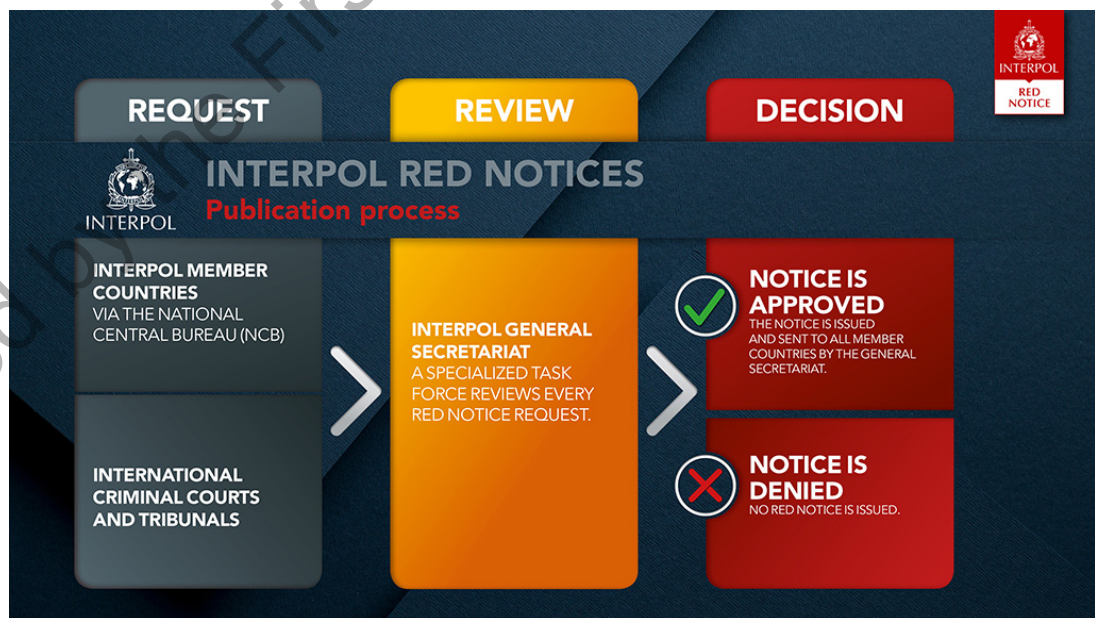 INTERPOL
RED
NOTICE
REQUEST
REVIEW
DECISION
INTERPOL
INTERPOL RED NOTICES
Publication process
INTERPOL MEMBER
COUNTRIES
VIA THE NATIONAL
CENTRAL BUREAU (NCB)
INTERNATIONAL
CRIMINAL COURTS
AND TRIBUNALS
INTERPOL GENERAL
SECRETARIAT
A SPECIALIZED TASK
FORCE REVIEWS EVERY
RED NOTICE REQUEST.
NOTICE IS
APPROVED
THE NOTICE IS ISSUED
AND SENT TO ALL MEMBER
COUNTRIES BY THE GENERAL
SECRETARIAT.
NOTICE IS
DENIED
NO RED NOTICE IS ISSUED.
by the